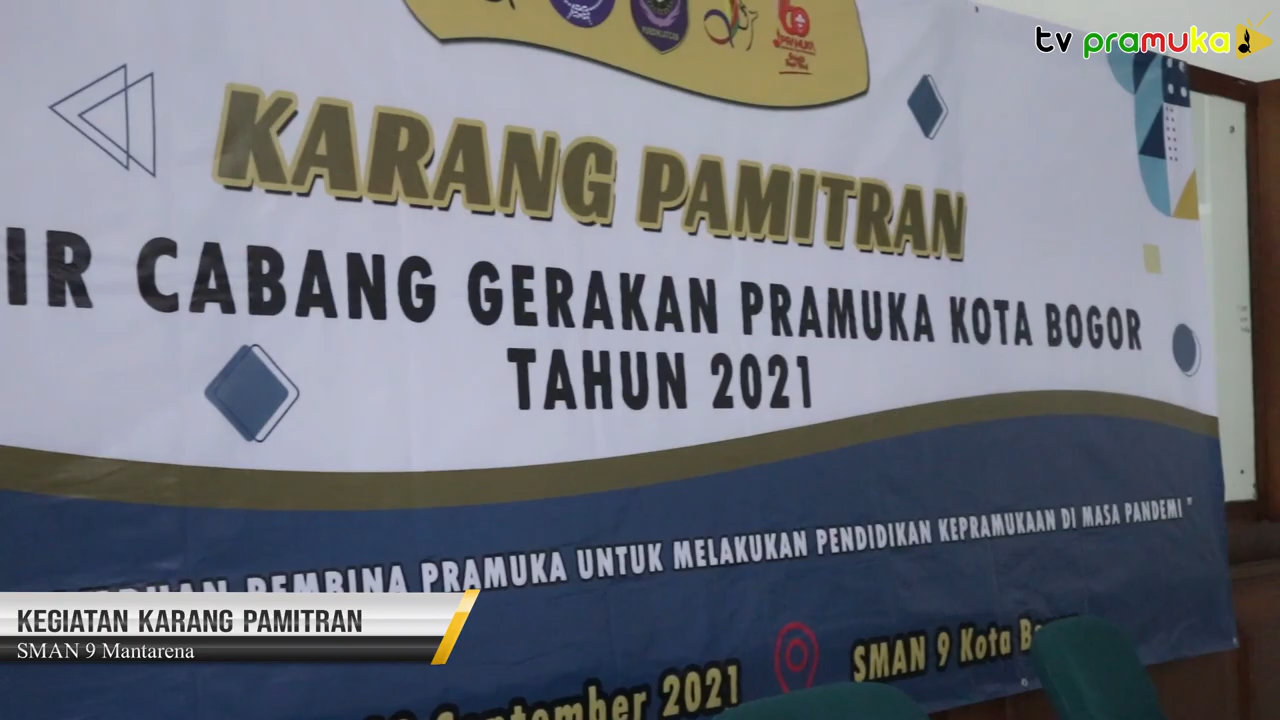 tv pramuka
KARANG PAMITRAN
CABANG GERAKAN PRAMUKA KOTA BOGOR
TAHUN 2021
PEMBINA PRAMUKA UNTUK MELAKUKAN PENDIDIKAN KEPRAMUKAAN DI MASA PANDEMI "
KEGIATAN KARANG PAMITRAN
SMAN 9 Mantarena
September 2021
SMAN 9 Kota